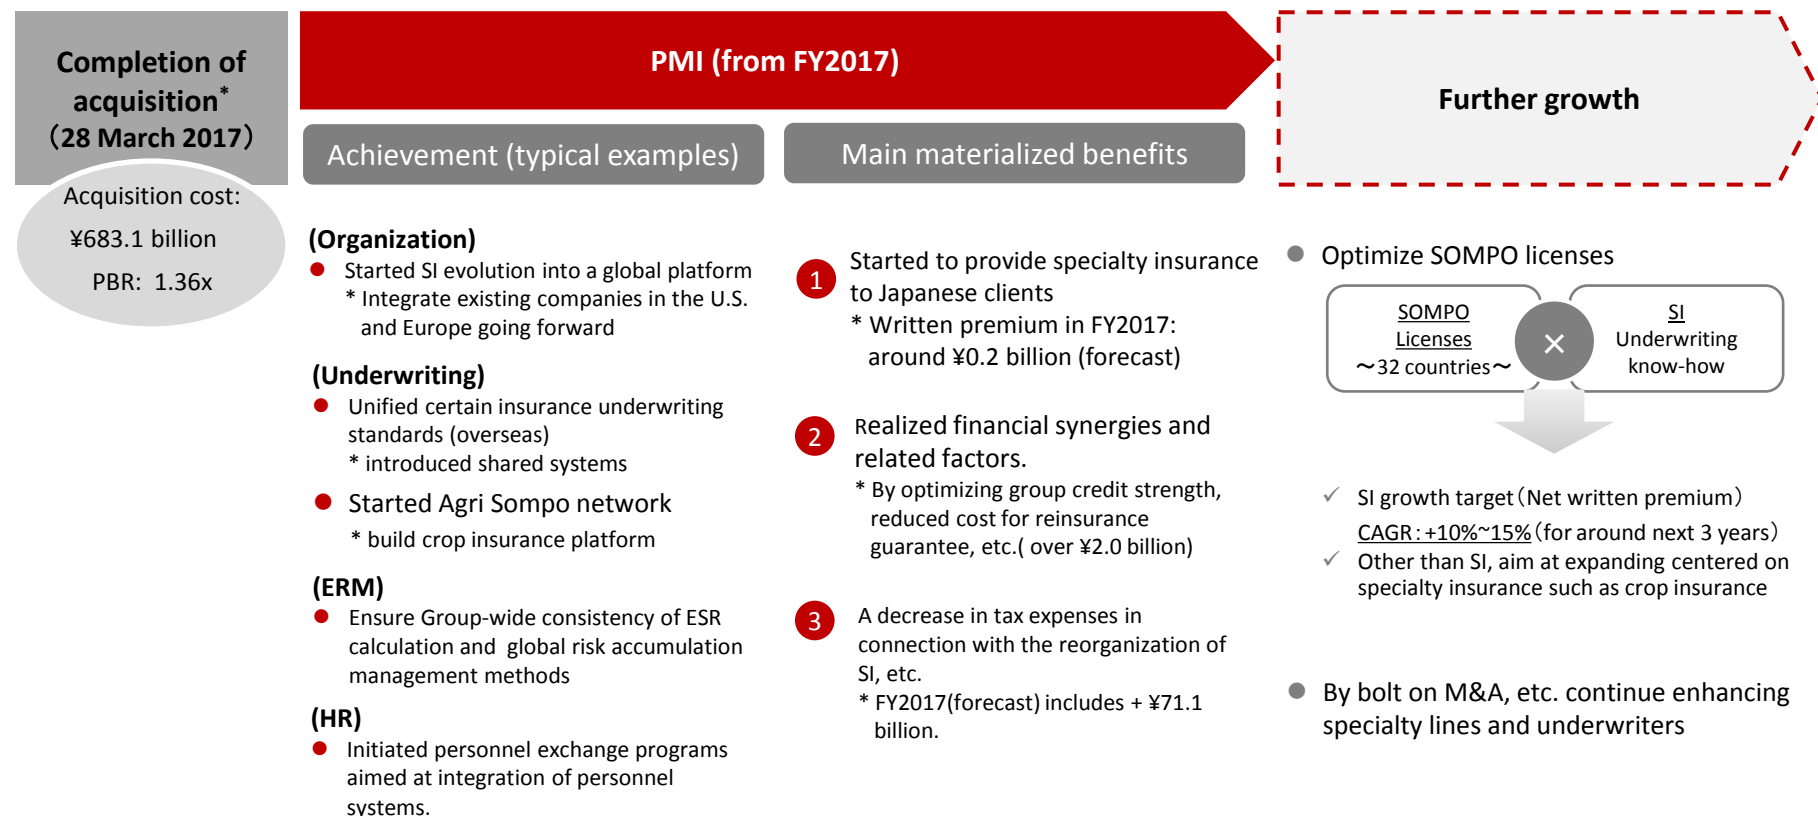 Completion of
acquisition*
（28 March 2017）
Acquisition cost:
¥683.1 billion
PBR: 1.36x
PMI (from FY2017)
Achievement (typical examples)
(Organization)
● Started SI evolution into a global platform
* Integrate existing companies in the U.S.
and Europe going forward
(Underwriting)
● Unified certain insurance underwriting
standards (overseas)
* introduced shared systems
● Started Agri Sompo network
* build crop insurance platform
(ERM)
● Ensure Group-wide consistency of ESR
calculation and global risk accumulation
management methods
(HR)
● Initiated personnel exchange programs
aimed at integration of personnel
systems.
Main materialized benefits
1 Started to provide specialty insurance
to Japanese clients
* Written premium in FY2017:
around ¥0.2 billion (forecast)
2 Realized financial synergies and
related factors.
* By optimizing group credit strength,
reduced cost for reinsurance
guarantee, etc.( over ¥2.0 billion)
3 A decrease in tax expenses in
connection with the reorganization of
SI, etc.
* FY2017(forecast) includes + ¥71.1
billion.
Further growth
● Optimize SOMPO licenses
SOMPO
Licenses
～32 countries～
×
SI
Underwriting
know-how
✓ SI growth target（Net written premium）
CAGR：+10%~15%（for around next 3 years）
✓ Other than SI, aim at expanding centered on
specialty insurance such as crop insurance
● By bolt on M&A, etc. continue enhancing
specialty lines and underwriters